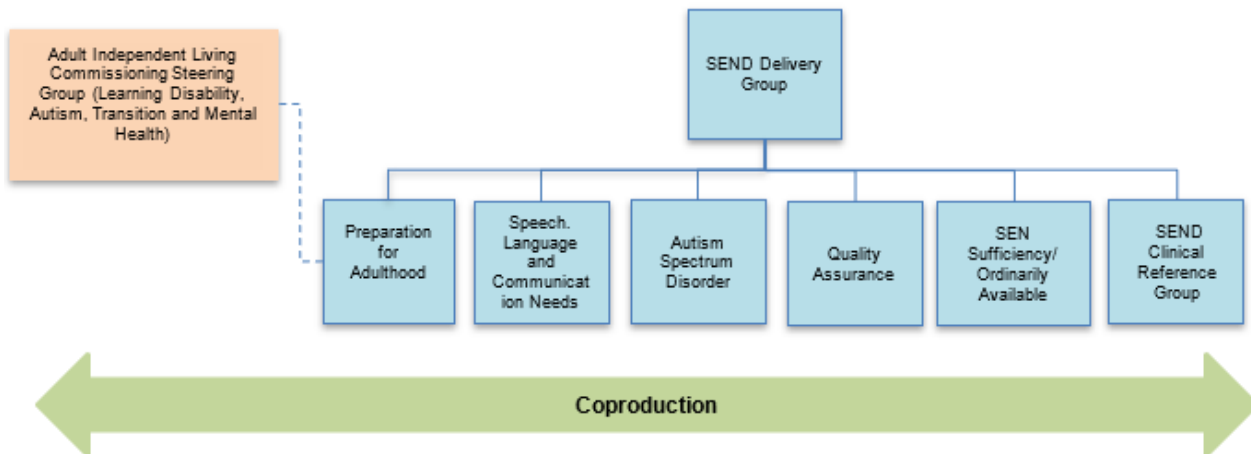 Adult Independent Living
Commissioning Steering
Group (Learning Disability,
Autism, Transition and Mental
Health)
SEND Delivery
Group
Preparation
for
Adulthood
Speech.
Language
and
Communicat
ion Needs
Autism
Spectrum
Disorder
Quality
Assurance
SEN
Sufficiency/
Ordinarily
Available
SEND
Clinical
Reference
Group
Coproduction